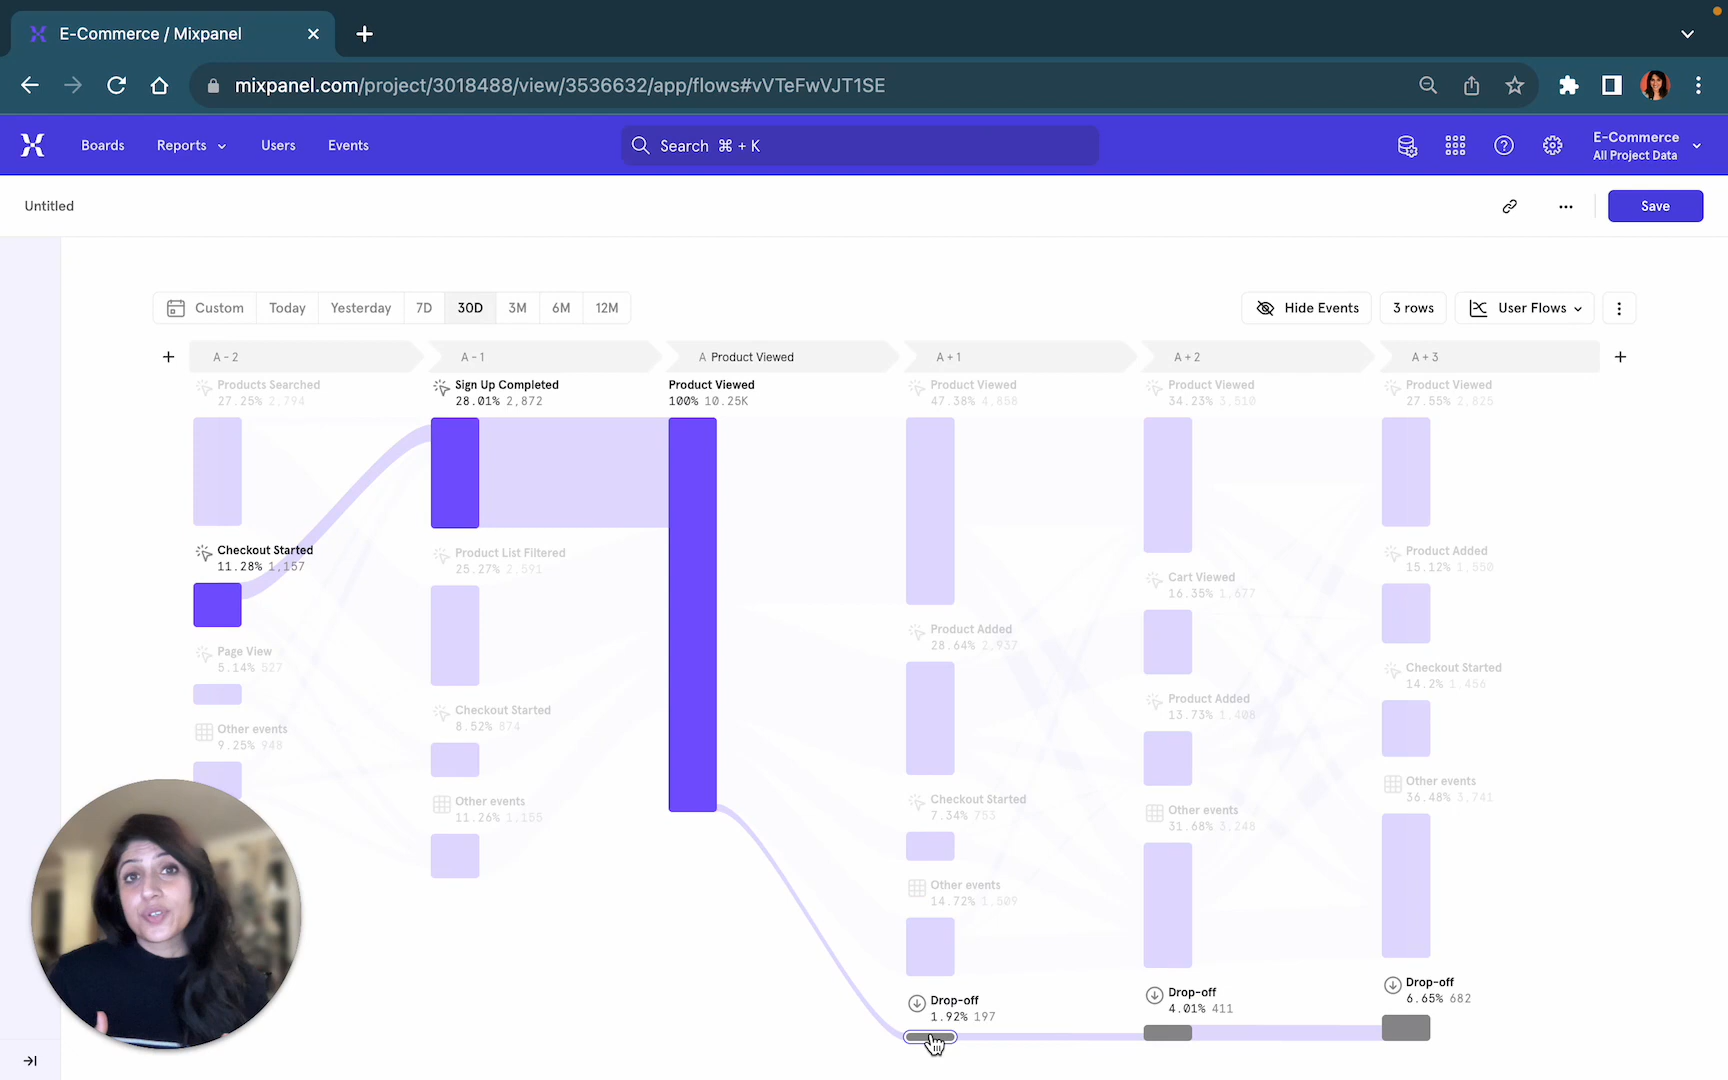 E-Commerce / Mixpanel
mixpanel.com/project/3018488/view/3536632/app/flows#vVTeFwVJT1SE
Boards
Reports
Users
Events
Search ⌘ + K
E-Commerce
All Project Data
Untitled
Save
Custom
Today
Yesterday
7D
30D
3M
6M
12M
Hide Events
3 rows
User Flows
A - 2
A - 1
A Product Viewed
A + 1
A + 2
A + 3
Products Searched
27.25% 2,794
Checkout Started
11.28% 1,157
Page View
5.14% 527
Other events
9.25% 948
Sign Up Completed
28.01% 2,872
Product List Filtered
25.27% 2,591
Checkout Started
8.52% 874
Other events
11.26% 1,155
Product Viewed
100% 10.25K
Product Viewed
47.38% 4,858
Product Added
28.64% 2,937
Checkout Started
7.34% 753
Other events
14.72% 1,509
Drop-off
1.92% 197
Product Viewed
34.23% 3,510
Cart Viewed
16.35% 1,677
Product Added
13.73% 1,408
Other events
31.68% 3,248
Drop-off
4.01% 411
Product Viewed
27.55% 2,825
Product Added
15.12% 1,550
Checkout Started
14.2% 1,456
Other events
36.48% 3,741
Drop-off
6.65% 682